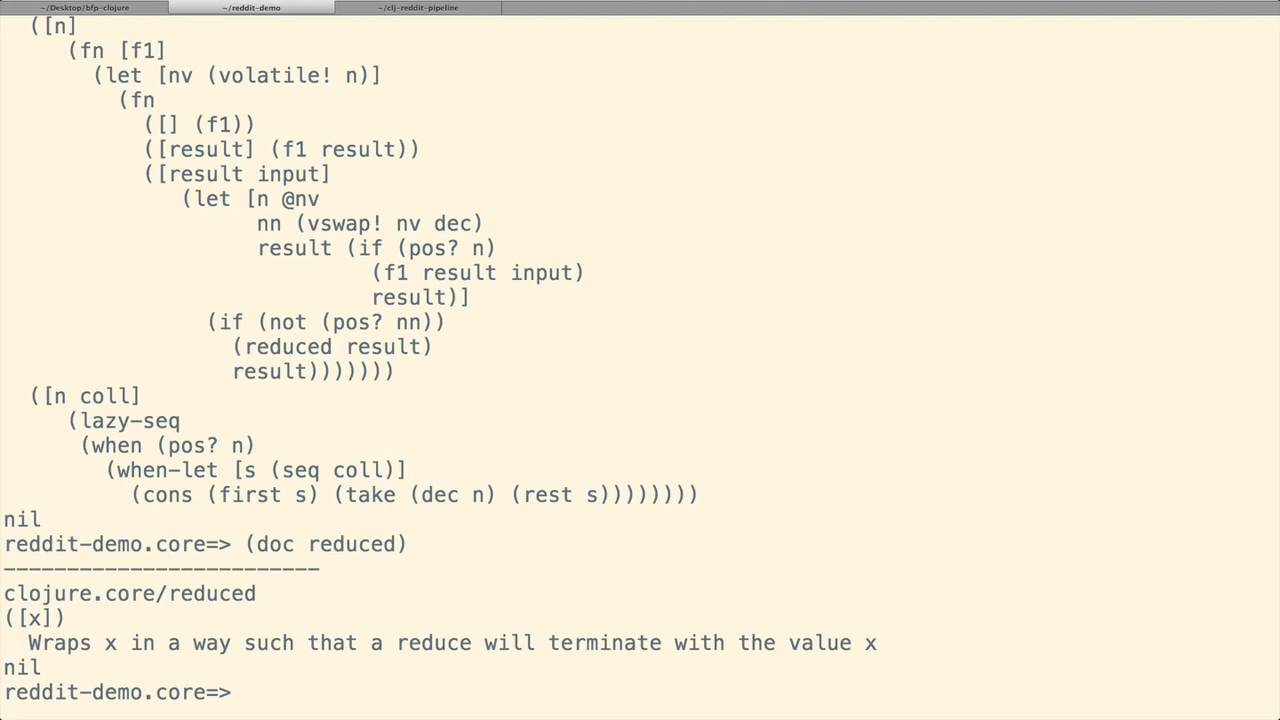 ~/Desktop/bfp-clojure ~/reddit-demo ~/clj-reddit-pipeline
([n]
(fn [f1]
(let [nv (volatile! n)]
(fn
([] (f1))
([result] (f1 result))
([result input]
(let [n @nv
nn (vswap! nv dec)
result (if (pos? n)
(f1 result input)
result)]
(if (not (pos? nn))
(reduced result)
result)))))))
([n coll]
(lazy-seq
(when (pos? n)
(when-let [s (seq coll)]
(cons (first s) (take (dec n) (rest s))))))))
nil
reddit-demo.core=> (doc reduced)
-------------------------
clojure.core/reduced
([x])
Wraps x in a way such that a reduce will terminate with the value x
nil
reddit-demo.core=>